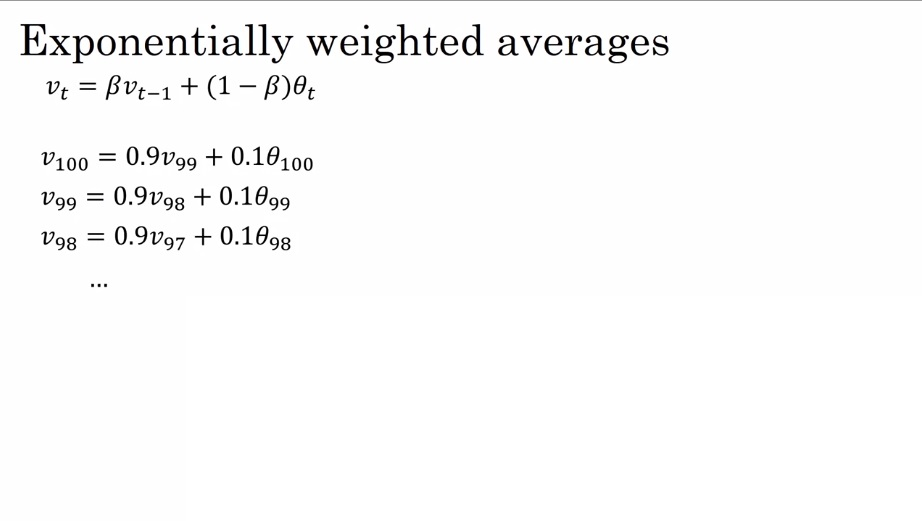 Exponentially weighted averages
𝑣ₜ = 𝛽𝑣ₜ₋₁ + (1 − 𝛽)𝜃ₜ
𝑣₁₀₀ = 0.9𝑣₉₉ + 0.1𝜃₁₀₀
𝑣₉₉ = 0.9𝑣₉₈ + 0.1𝜃₉₉
𝑣₉₈ = 0.9𝑣₉₇ + 0.1𝜃₉₈
…